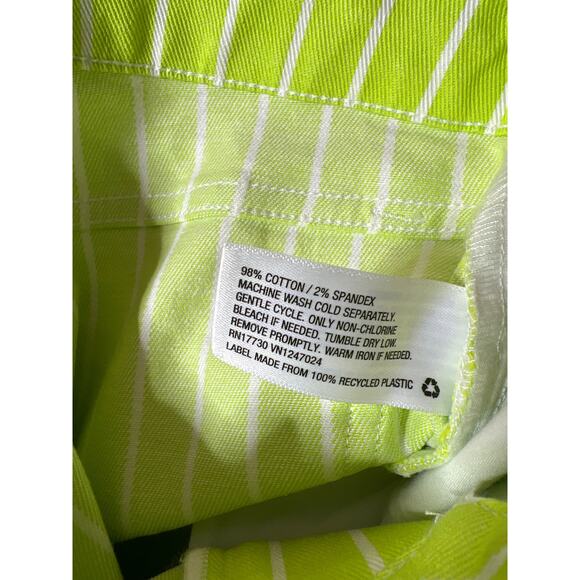 98% COTTON / 2% SPANDEX
MACHINE WASH COLD SEPARATELY.
GENTLE CYCLE. ONLY NON-CHLORINE
BLEACH IF NEEDED. TUMBLE DRY LOW.
REMOVE PROMPTLY. WARM IRON IF NEEDED.
RN17730 VN1247024
LABEL MADE FROM 100% RECYCLED PLASTIC